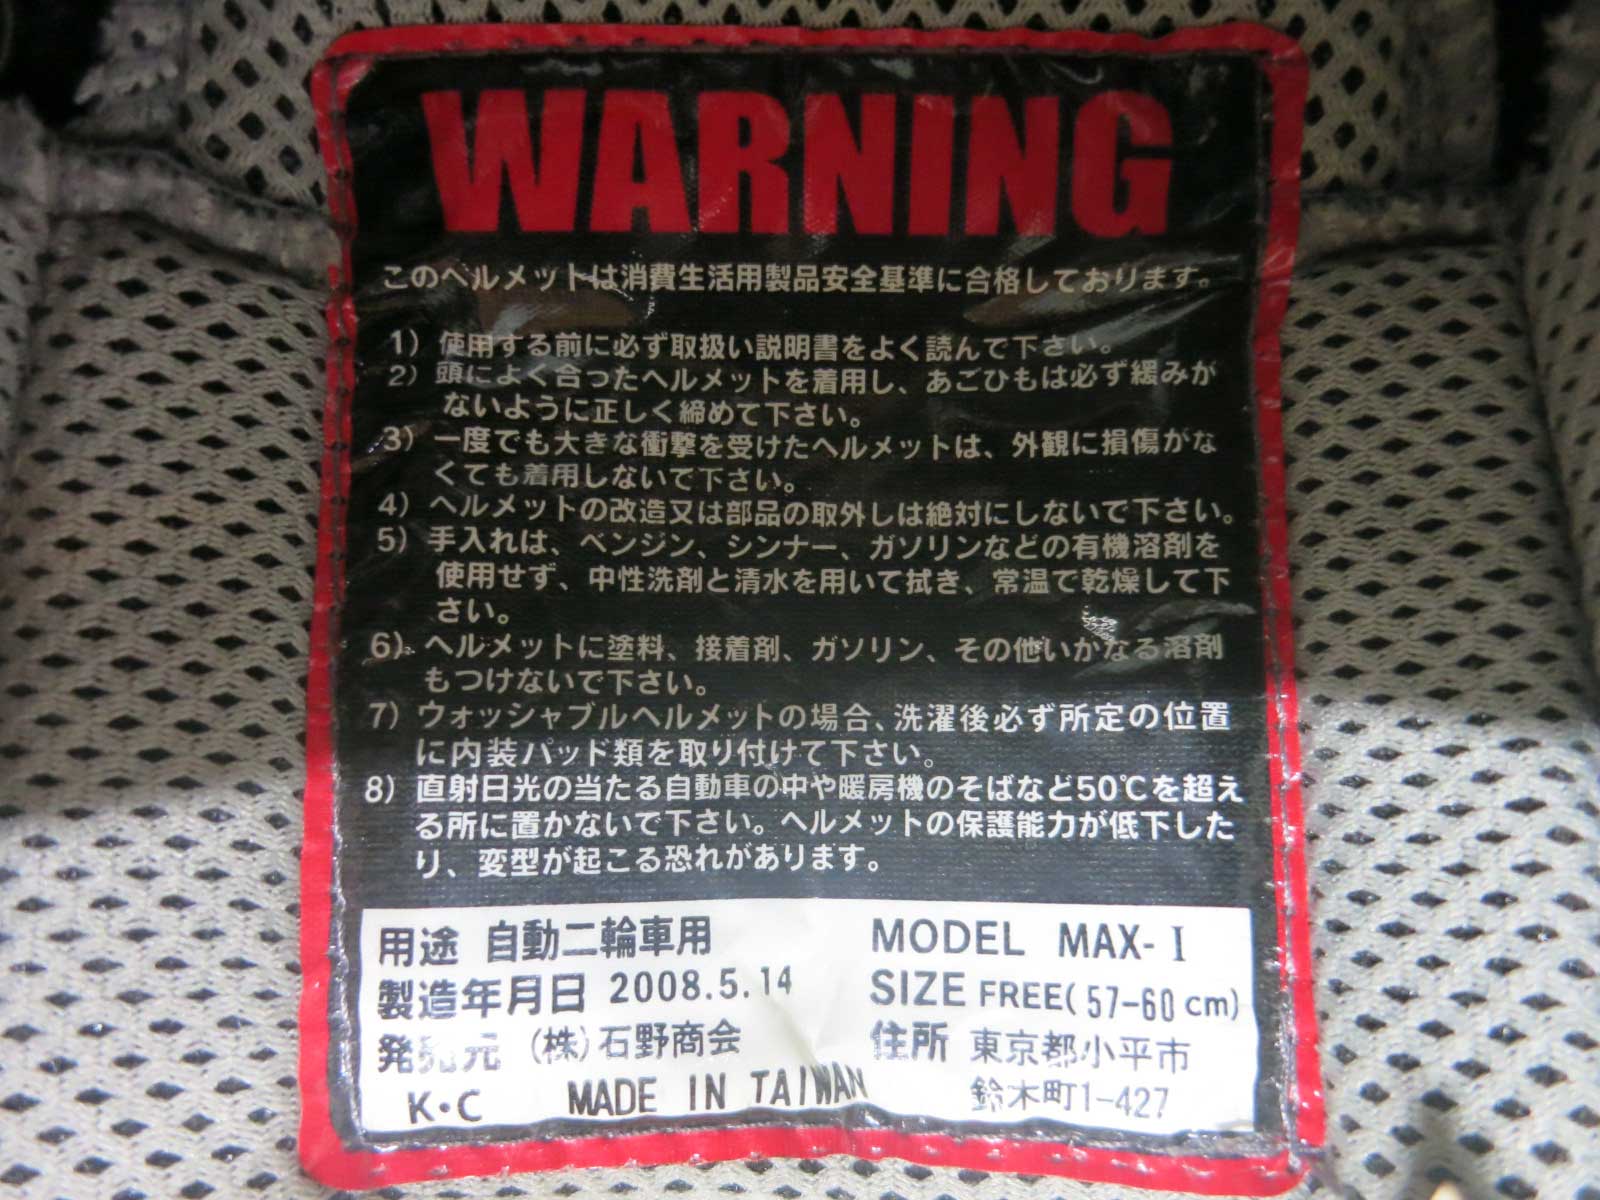 WARNING
このヘルメットは消費生活用製品安全基準に合格しております。
1) 使用する前に必ず取扱い説明書をよく読んで下さい。
2) 頭によく合ったヘルメットを着用し、あごひもは必ず緩みが
ないように正しく締めて下さい。
3) 一度でも大きな衝撃を受けたヘルメットは、外観に損傷がな
くても着用しないで下さい。
4) ヘルメットの改造又は部品の取外しは絶対にしないで下さい。
5) 手入れは、ベンジン、シンナー、ガソリンなどの有機溶剤を
使用せず、中性洗剤と清水を用いて拭き、常温で乾燥して下
さい。
6) ヘルメットに塗料、接着剤、ガソリン、その他いかなる溶剤
もつけないで下さい。
7) ウォッシャブルヘルメットの場合、洗濯後必ず所定の位置
に内装パッド類を取り付けて下さい。
8) 直射日光の当たる自動車の中や暖房機のそばなど50℃を超え
る所に置かないで下さい。ヘルメットの保護能力が低下した
り、変型が起こる恐れがあります。
用途 自動二輪車用 MODEL MAX-I
製造年月日 2008.5.14 SIZE FREE(57-60cm)
発売元 (株)石野商会 住所 東京都小平市
鈴木町1-427
K・C MADE IN TAIWAN